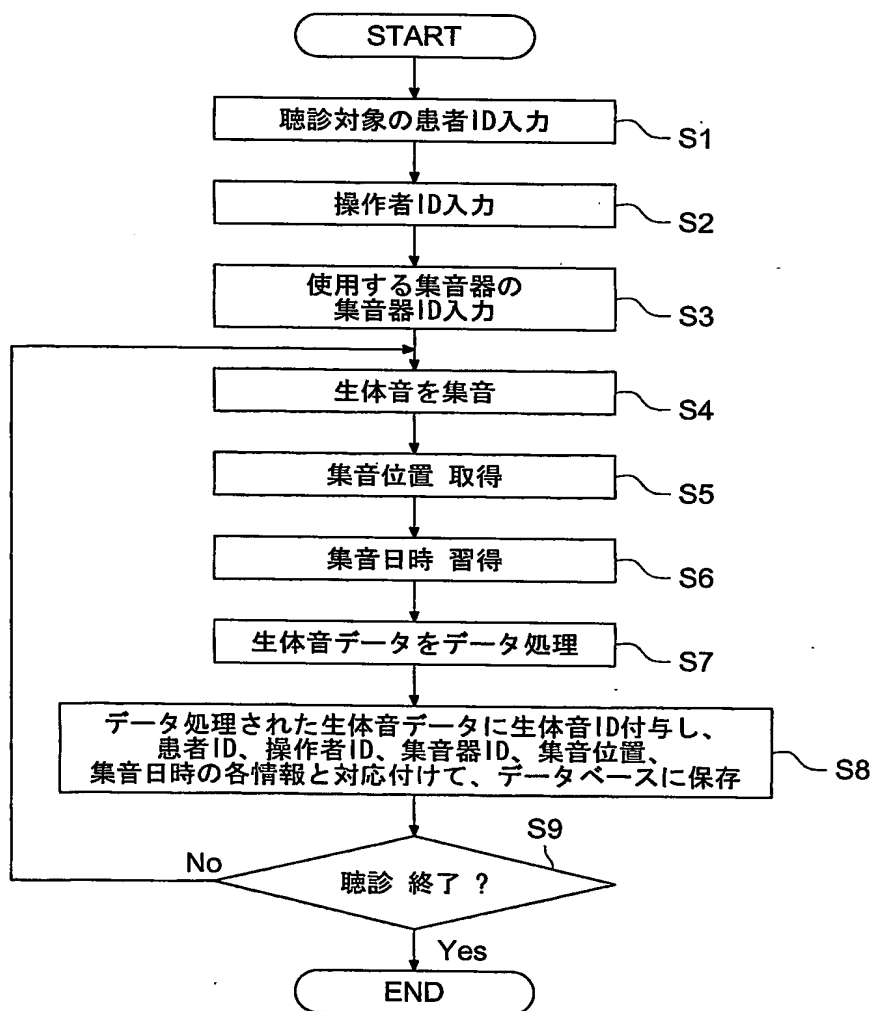 START
聴診対象の患者ID入力
S1
操作者ID入力
S2
使用する集音器の
集音器ID入力
S3
生体音を集音
S4
集音位置 取得
S5
集音日時 習得
S6
生体音データをデータ処理
S7
データ処理された生体音データに生体音ID付与し、
患者ID、操作者ID、集音器ID、集音位置、
集音日時の各情報と対応付けて、データベースに保存
S8
S9
No
聴診 終了 ?
Yes
END